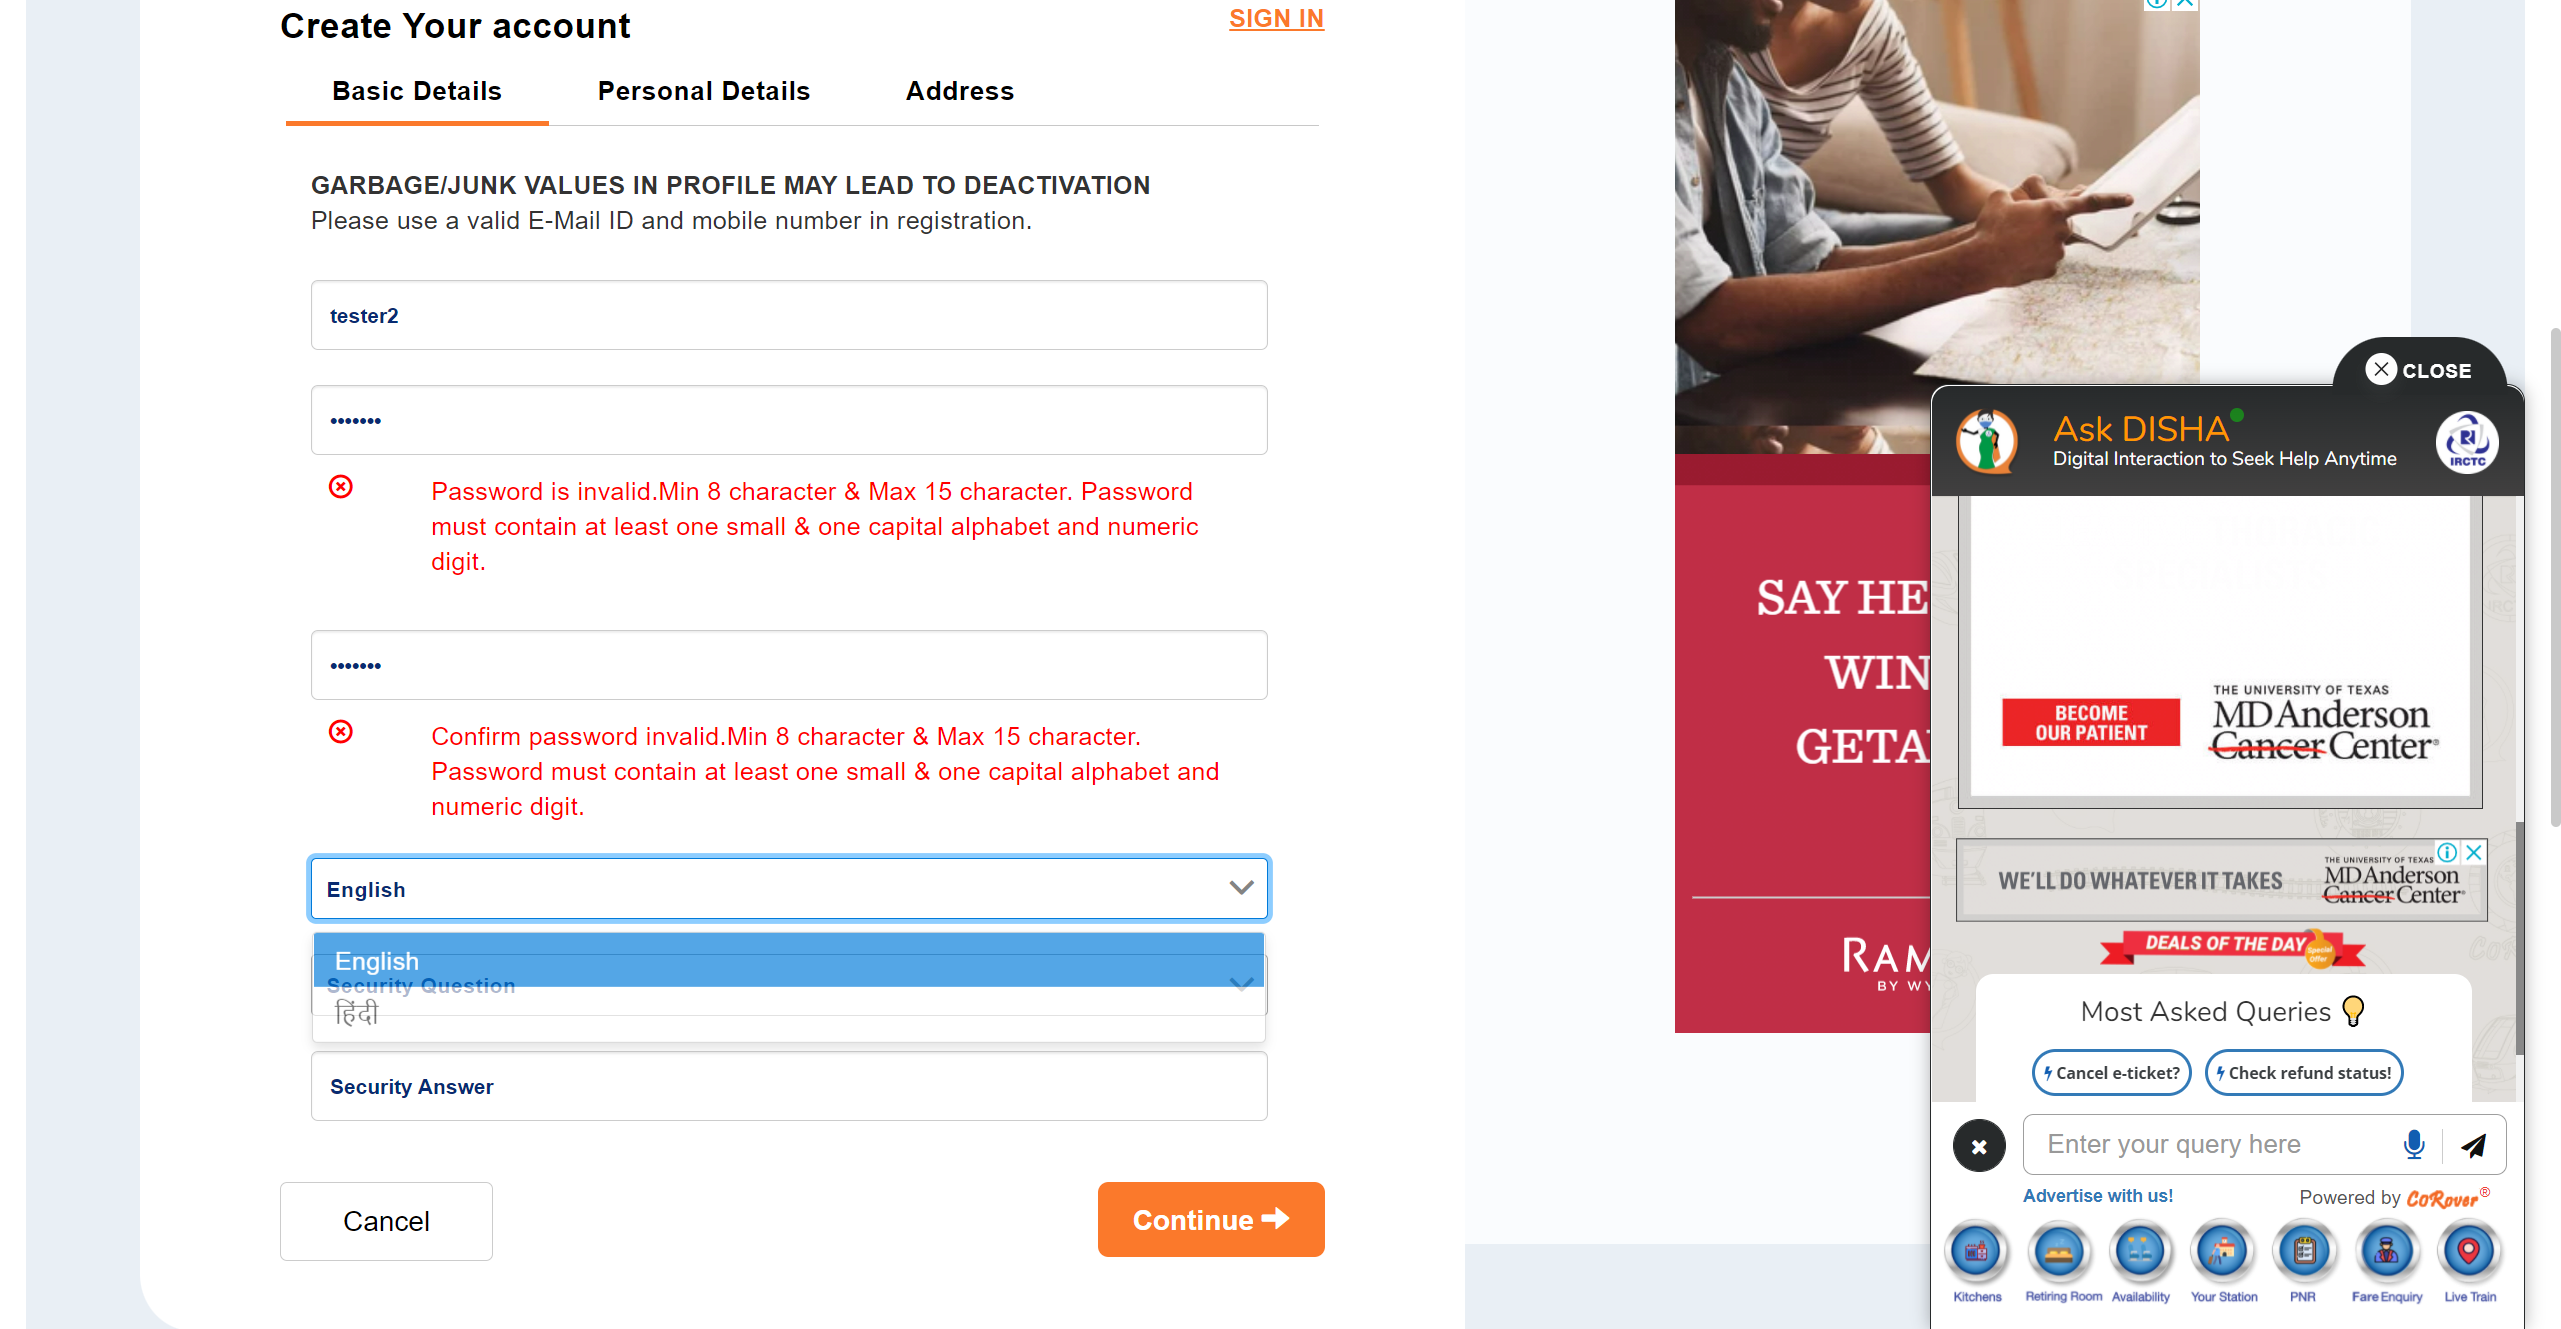 Create Your account
SIGN IN
Basic Details
Personal Details
Address
GARBAGE/JUNK VALUES IN PROFILE MAY LEAD TO DEACTIVATION
Please use a valid E-Mail ID and mobile number in registration.
tester2
•••••••
Password is invalid.Min 8 character & Max 15 character. Password
must contain at least one small & one capital alphabet and numeric
digit.
•••••••
Confirm password invalid.Min 8 character & Max 15 character.
Password must contain at least one small & one capital alphabet and
numeric digit.
English
English
Security Question
हिंदी
Security Answer
Cancel
Continue
SAY HE
WIN
GETA
RAM
BY WY
CLOSE
Ask DISHA
Digital Interaction to Seek Help Anytime
IRCTC
BECOME
OUR PATIENT
THE UNIVERSITY OF TEXAS
MD Anderson
Cancer Center
WE'LL DO WHATEVER IT TAKES
THE UNIVERSITY OF TEXAS
MD Anderson
Cancer Center
DEALS OF THE DAY
Special
Offer
Most Asked Queries
Cancel e-ticket?
Check refund status!
Enter your query here
Advertise with us!
Powered by CoRover®
Kitchens
Retiring Room
Availability
Your Station
PNR
Fare Enquiry
Live Train